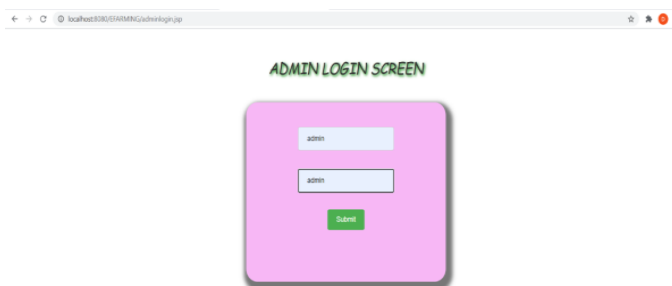 localhost:8080/EFARMING/adminlogin.jsp
ADMIN LOGIN SCREEN
admin
admin
Submit